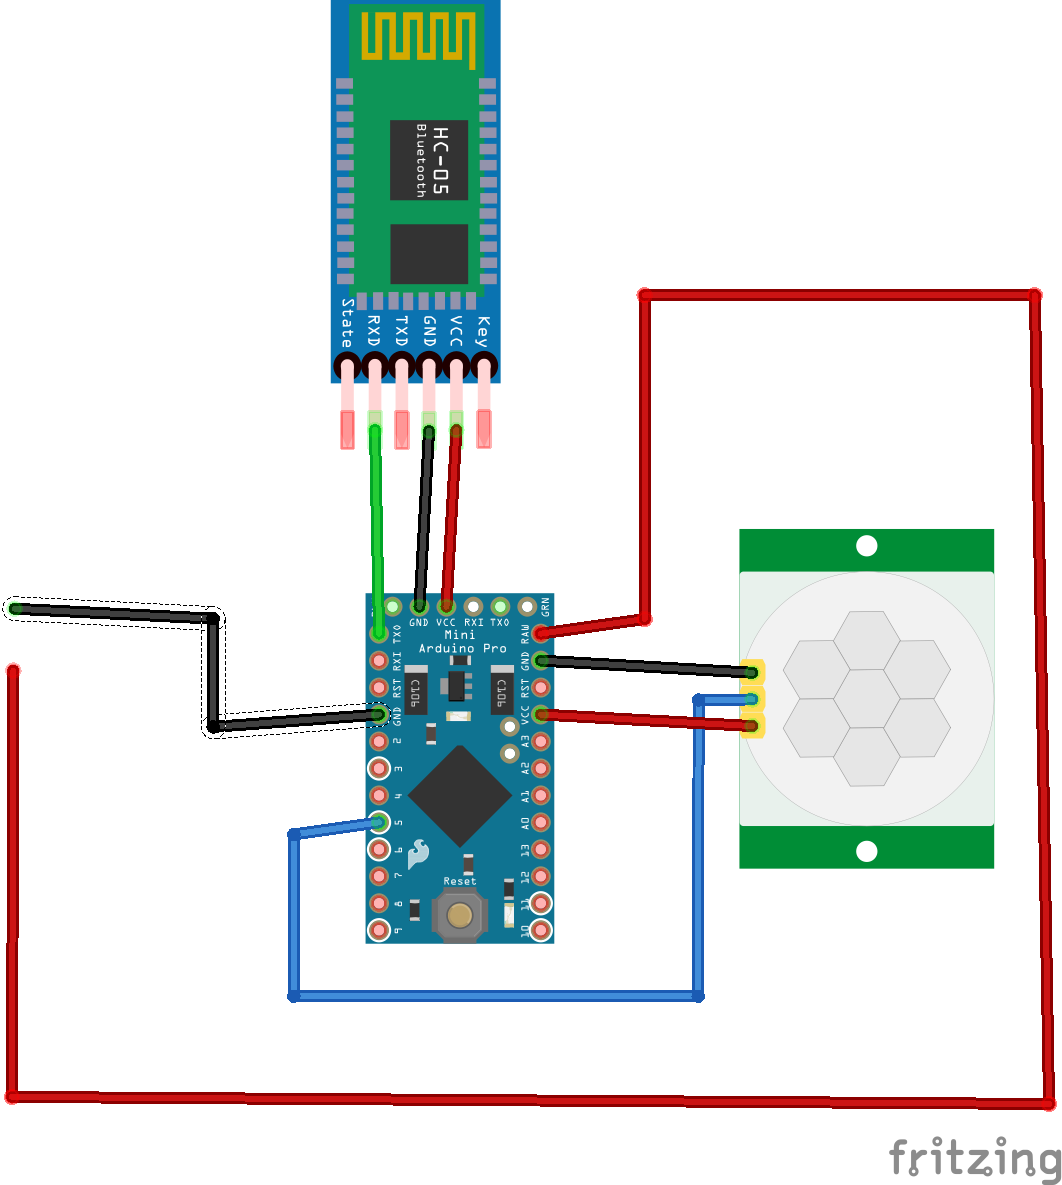 HC-05
Bluetooth
State
RXD
TXD
GND
VCC
Key
GND VCC RXI TXO
GRN
Mini
Arduino Pro
TXO
RXI
RST
GND
2
3
4
5
6
7
8
9
RAW
GND
RST
VCC
A3
A2
A1
A0
13
12
11
10
C106
C106
Reset
fritzing